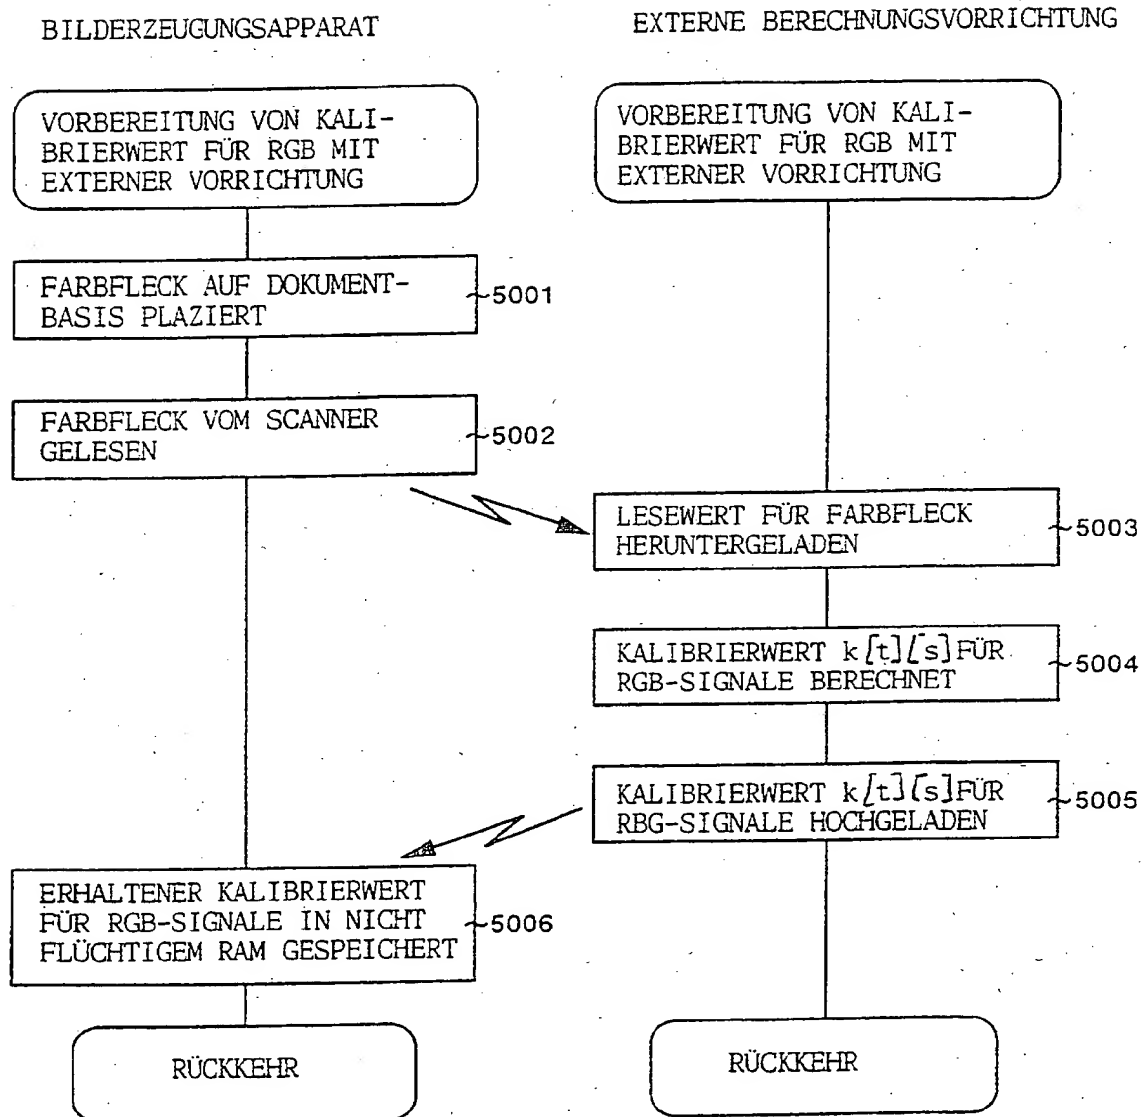 BILDERZEUGUNGSAPPARAT
EXTERNE BERECHNUNGSVORRICHTUNG
VORBEREITUNG VON KALI-
BRIERWERT FÜR RGB MIT
EXTERNER VORRICHTUNG
VORBEREITUNG VON KALI-
BRIERWERT FÜR RGB MIT
EXTERNER VORRICHTUNG
FARBFLECK AUF DOKUMENT-
BASIS PLAZIERT
5001
FARBFLECK VOM SCANNER
GELESEN
5002
LESEWERT FÜR FARBFLECK
HERUNTERGELADEN
5003
KALIBRIERWERT k[t][s]FÜR
RGB-SIGNALE BERECHNET
5004
KALIBRIERWERT k[t][s]FÜR
RBG-SIGNALE HOCHGELADEN
5005
ERHALTENER KALIBRIERWERT
FÜR RGB-SIGNALE IN NICHT
FLÜCHTIGEM RAM GESPEICHERT
5006
RÜCKKEHR
RÜCKKEHR